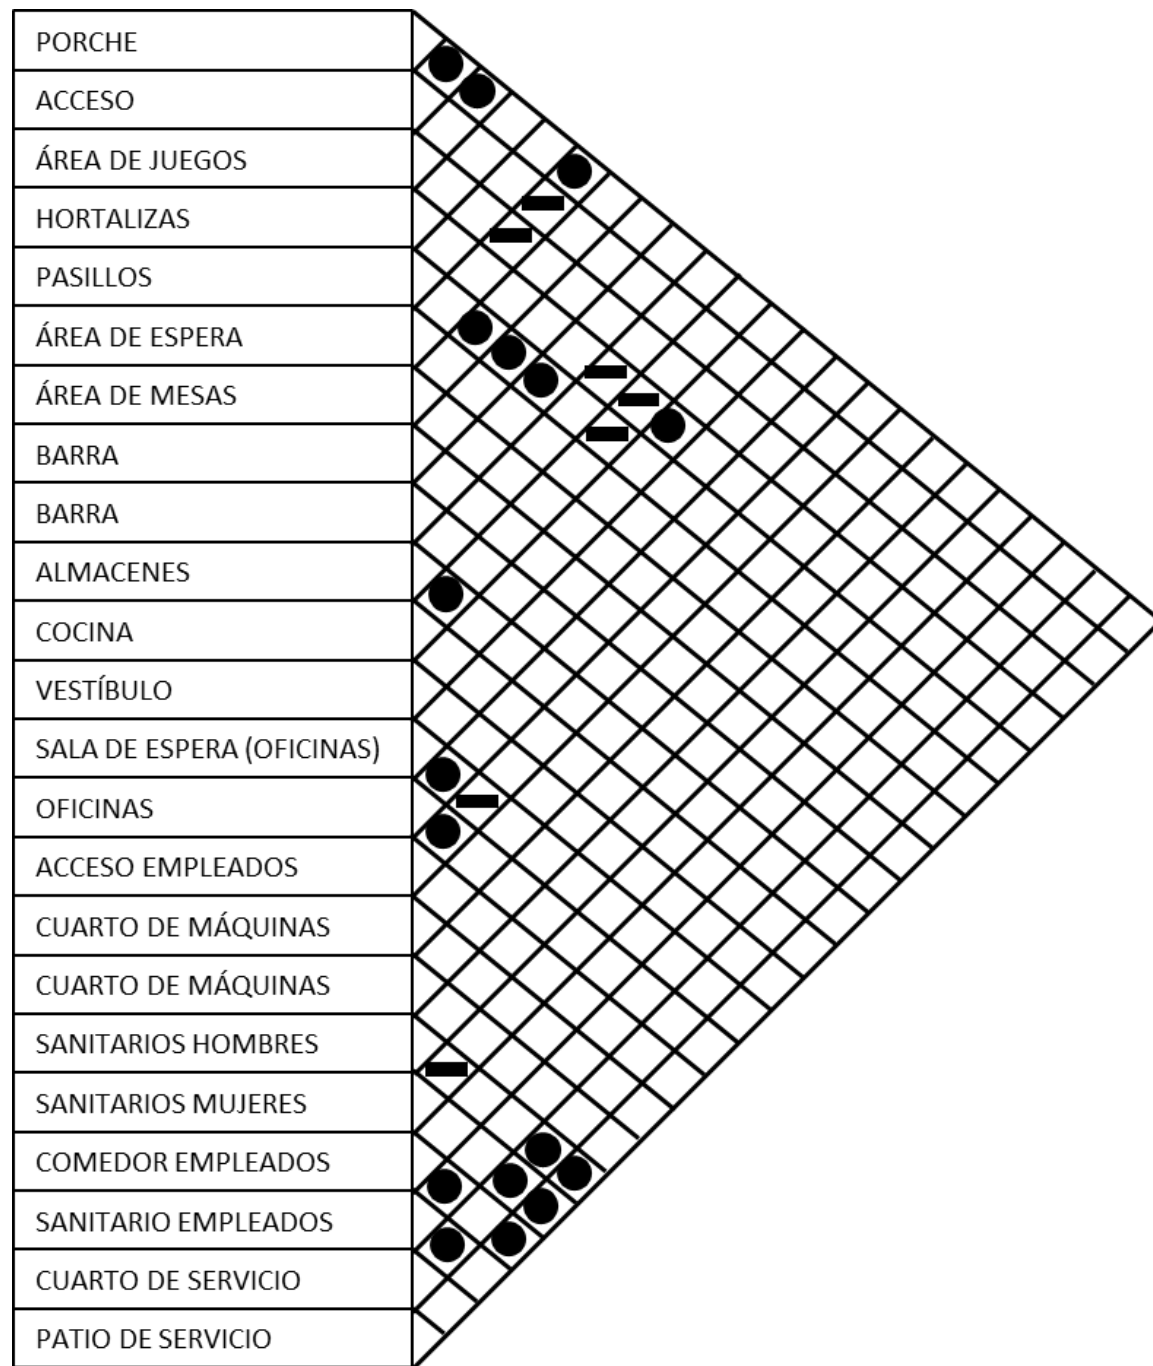 PORCHE
ACCESO
ÁREA DE JUEGOS
HORTALIZAS
PASILLOS
ÁREA DE ESPERA
ÁREA DE MESAS
BARRA
BARRA
ALMACENES
COCINA
VESTÍBULO
SALA DE ESPERA (OFICINAS)
OFICINAS
ACCESO EMPLEADOS
CUARTO DE MÁQUINAS
CUARTO DE MÁQUINAS
SANITARIOS HOMBRES
SANITARIOS MUJERES
COMEDOR EMPLEADOS
SANITARIO EMPLEADOS
CUARTO DE SERVICIO
PATIO DE SERVICIO